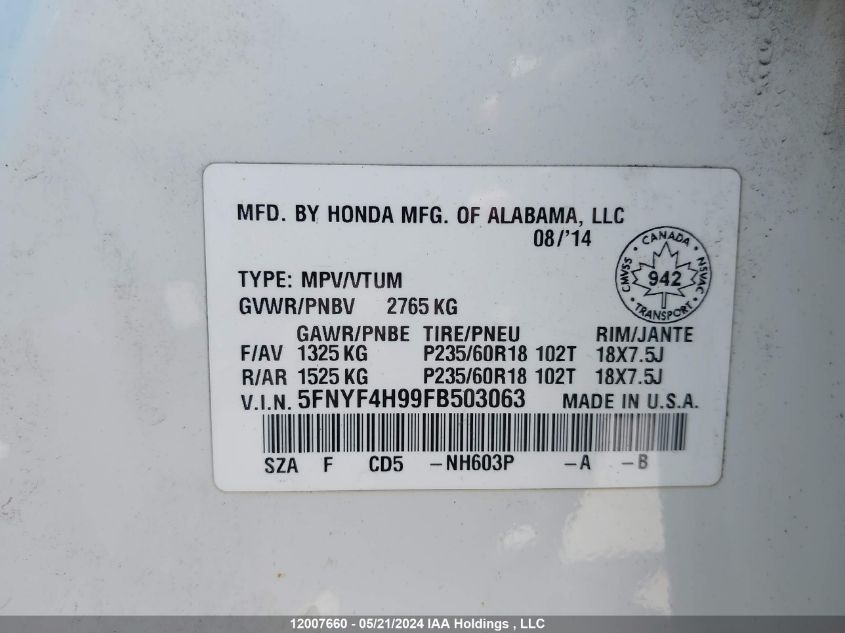 MFD. BY HONDA MFG. OF ALABAMA, LLC
08/'14
CANADA
CMVSS 942 NSVAC
TRANSPORT
TYPE: MPV/VTUM
GVWR/PNBV 2765 KG
GAWR/PNBE TIRE/PNEU RIM/JANTE
F/AV 1325 KG P235/60R18 102T 18X7.5J
R/AR 1525 KG P235/60R18 102T 18X7.5J
V.I.N. 5FNYF4H99FB503063 MADE IN U.S.A.
SZA F CD5 -NH603P -A -B
12007660 - 05/21/2024 IAA Holdings , LLC